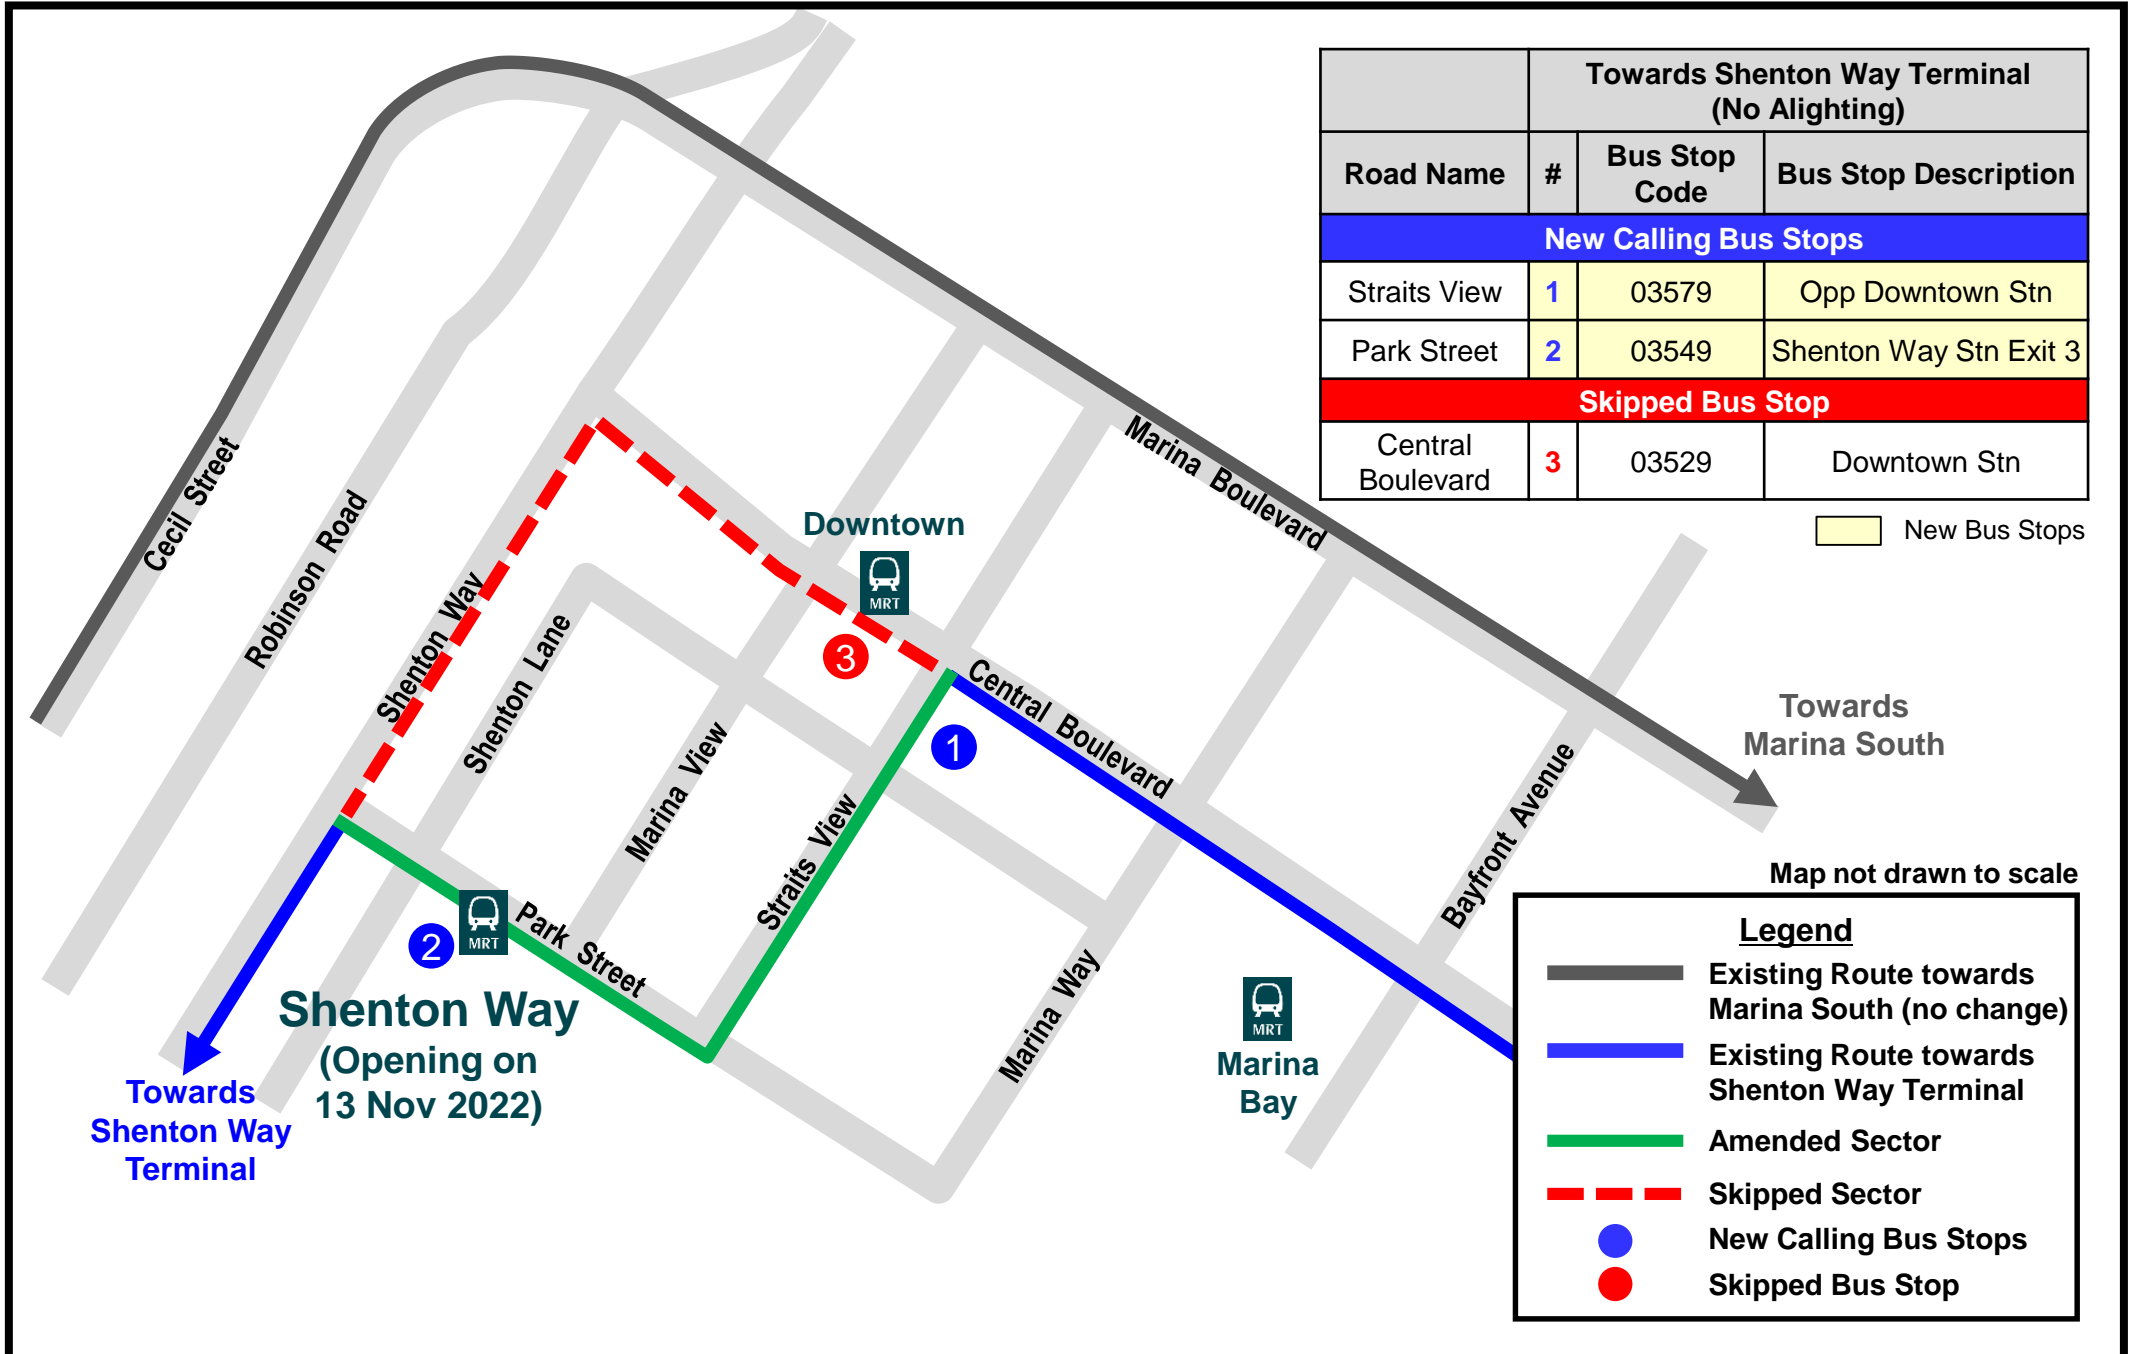 Towards Shenton Way Terminal
(No Alighting)
Road Name
#
Bus Stop
Code
Bus Stop Description
New Calling Bus Stops
Straits View
1
03579
Opp Downtown Stn
Park Street
2
03549
Shenton Way Stn Exit 3
Skipped Bus Stop
Central
Boulevard
3
03529
Downtown Stn
New Bus Stops
Cecil Street
Robinson Road
Shenton Way
Shenton Lane
Marina View
Straits View
Marina Boulevard
Central Boulevard
Bayfront Avenue
Marina Way
Park Street
Downtown
MRT
3
1
2
MRT
Shenton Way
(Opening on
13 Nov 2022)
MRT
Marina
Bay
Towards
Marina South
Towards
Shenton Way
Terminal
Map not drawn to scale
Legend
Existing Route towards
Marina South (no change)
Existing Route towards
Shenton Way Terminal
Amended Sector
Skipped Sector
New Calling Bus Stops
Skipped Bus Stop